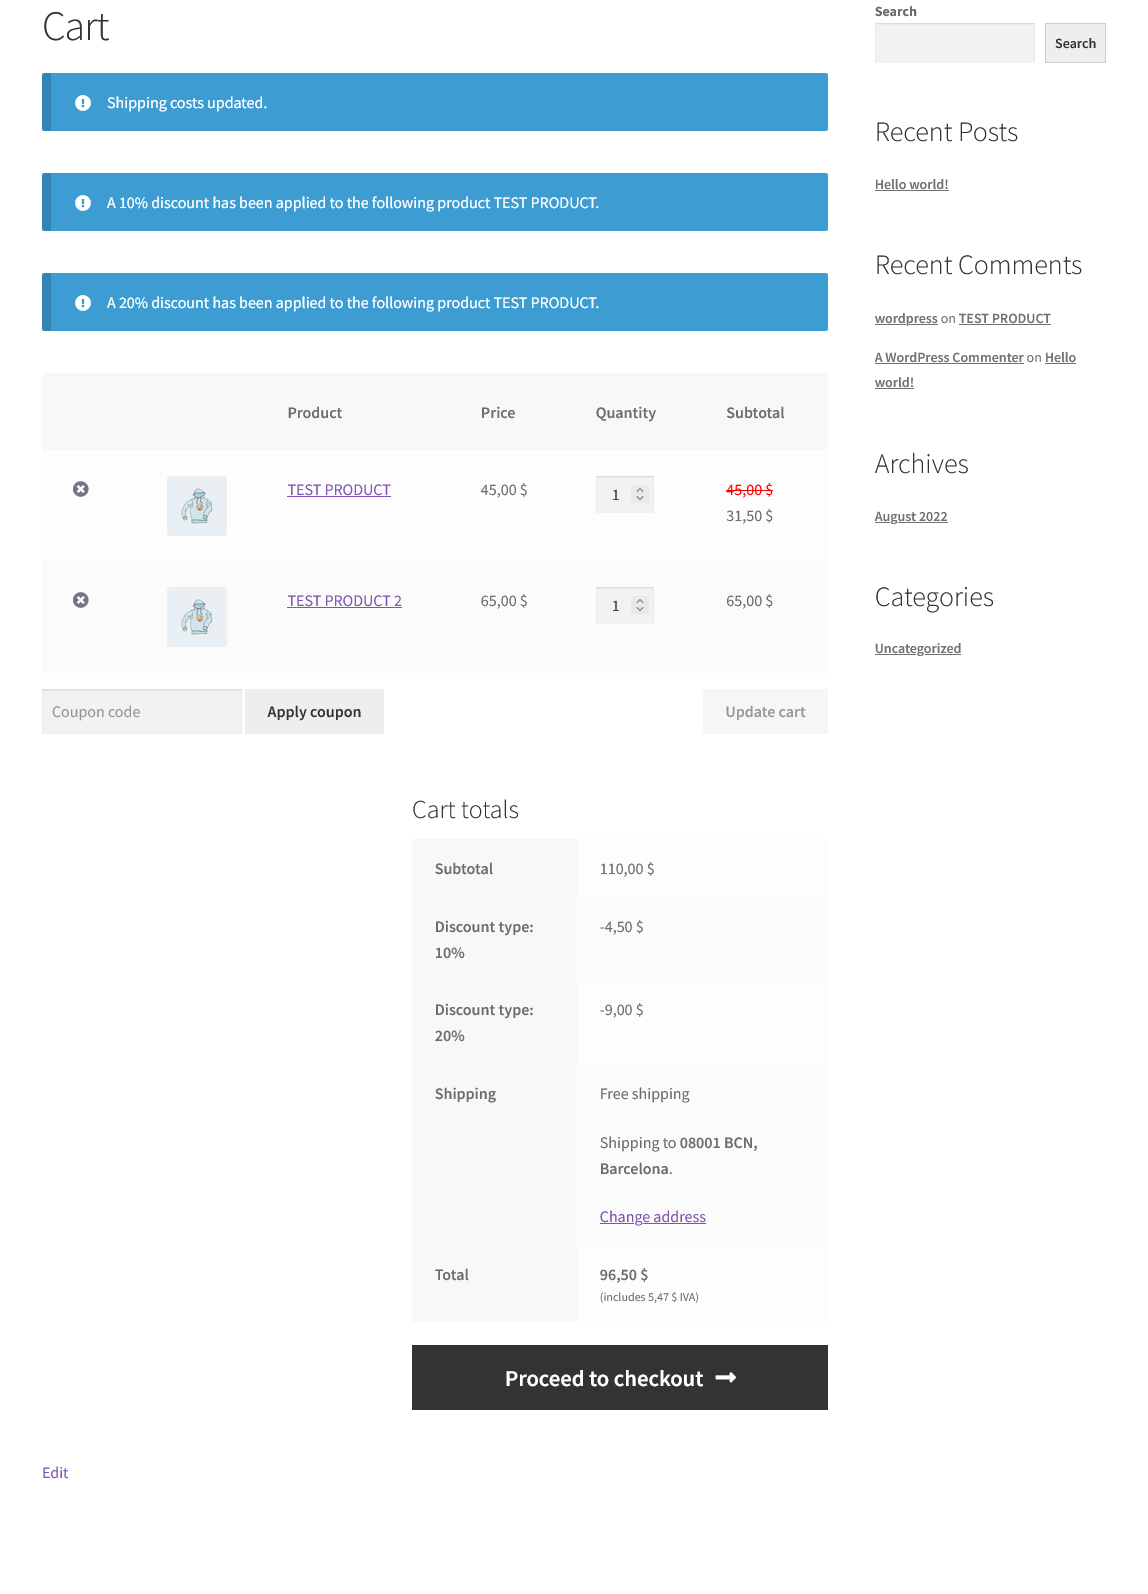 Cart
Shipping costs updated.
A 10% discount has been applied to the following product TEST PRODUCT.
A 20% discount has been applied to the following product TEST PRODUCT.
Product Price Quantity Subtotal
TEST PRODUCT 45,00 $ 1 45,00 $
31,50 $
TEST PRODUCT 2 65,00 $ 1 65,00 $
Coupon code Apply coupon Update cart
Cart totals
Subtotal 110,00 $
Discount type: -4,50 $
10%
Discount type: -9,00 $
20%
Shipping Free shipping
Shipping to 08001 BCN,
Barcelona.
Change address
Total 96,50 $
(includes 5,47 $ IVA)
Proceed to checkout
Edit
Search
Search
Recent Posts
Hello world!
Recent Comments
wordpress on TEST PRODUCT
A WordPress Commenter on Hello
world!
Archives
August 2022
Categories
Uncategorized